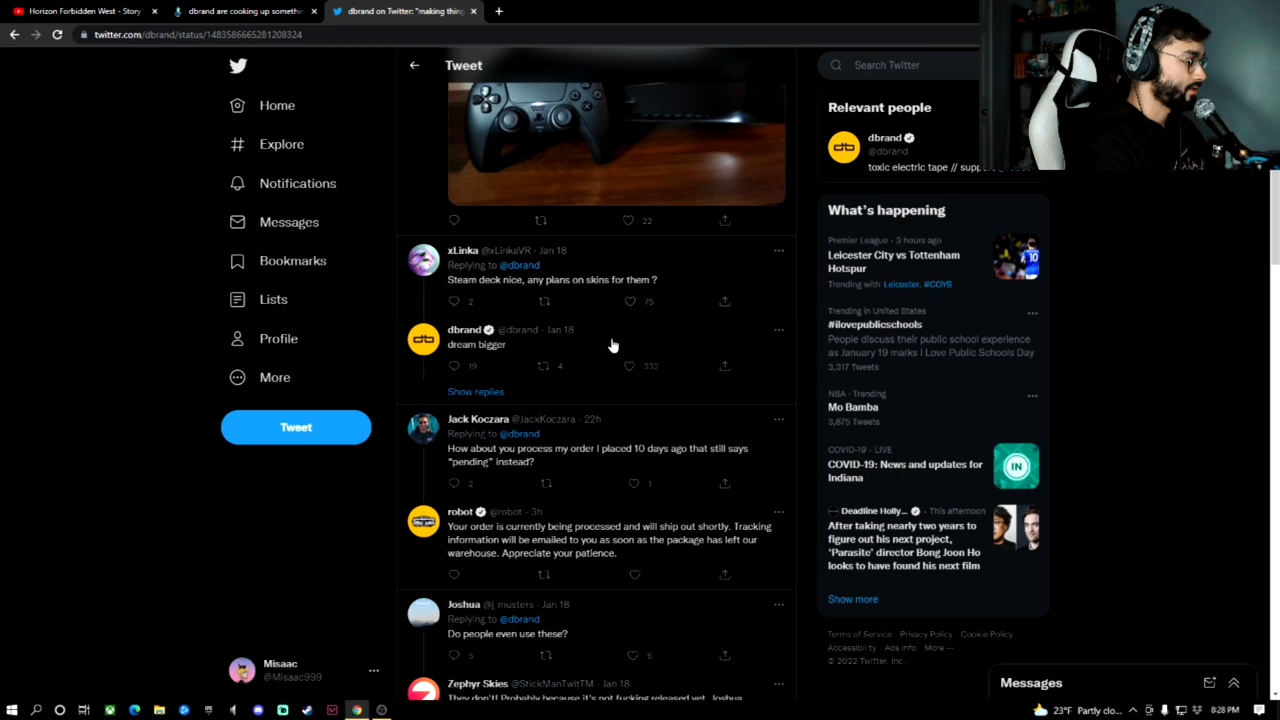 Horizon Forbidden West - Story
dbrand are cooking up somethin
dbrand on Twitter: "making thing
twitter.com/dbrand/status/1483586665281208324
Home
Explore
Notifications
Messages
Bookmarks
Lists
Profile
More
Tweet
Misaac
@Misaac999
Tweet
22
xLinka @xLinkaVR · Jan 18
Replying to @dbrand
Steam deck nice, any plans on skins for them ?
2 75
dbrand @dbrand · Jan 18
dream bigger
19 4 332
Show replies
Jack Koczara @JackKoczara · 22h
Replying to @dbrand
How about you process my order I placed 10 days ago that still says
"pending" instead?
2 1
robot @robot · 3h
Your order is currently being processed and will ship out shortly. Tracking
information will be emailed to you as soon as the package has left our
warehouse. Appreciate your patience.
Joshua @j_musters · Jan 18
Replying to @dbrand
Do people even use these?
5 6
Zephyr Skies @StickManTwitTM · Jan 18
They don't! Probably because it's not fucking released yet, Joshua
Search Twitter
Relevant people
dbrand
@dbrand
toxic electric tape // supp
What's happening
Premier League · 3 hours ago
Leicester City vs Tottenham
Hotspur
Trending with Leicester, #COYS
Trending in United States
#ilovepublicschools
People discuss their public school experience
as January 19 marks I Love Public Schools Day
3,317 Tweets
NBA · Trending
Mo Bamba
3,875 Tweets
COVID-19 · LIVE
COVID-19: News and updates for
Indiana
IN
Deadline Holly... · This afternoon
After taking nearly two years to
figure out his next project,
'Parasite' director Bong Joon Ho
looks to have found his next film
Show more
Terms of Service Privacy Policy Cookie Policy
Accessibility Ads info More ···
© 2022 Twitter, Inc.
Messages
23°F Partly clo...
8:28 PM